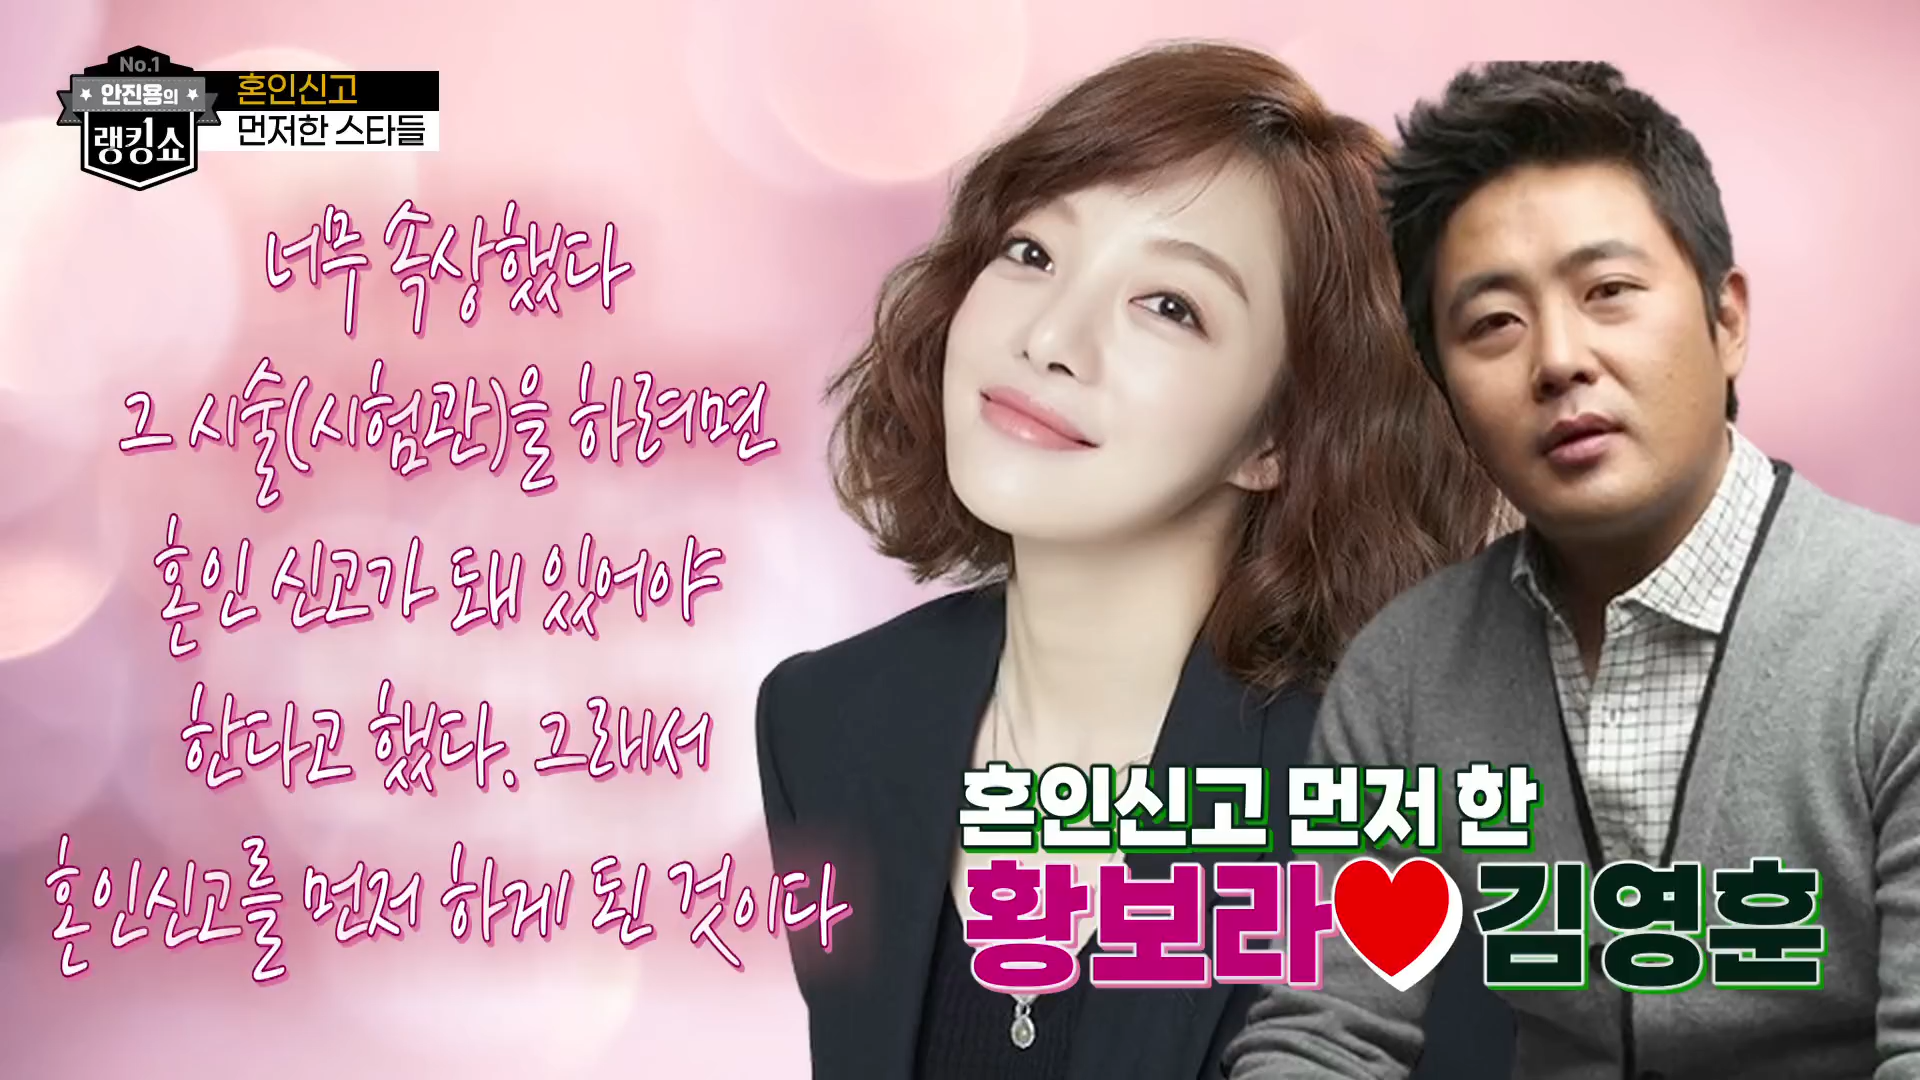 No.1
안진용의
랭킹쇼
혼인신고
먼저한 스타들
너무 속상했다
그 시술(시험관)을 하려면
혼인 신고가 돼 있어야
한다고 했다. 그래서
혼인신고를 먼저 하게 된 것이다
혼인신고 먼저 한
황보라♥김영훈